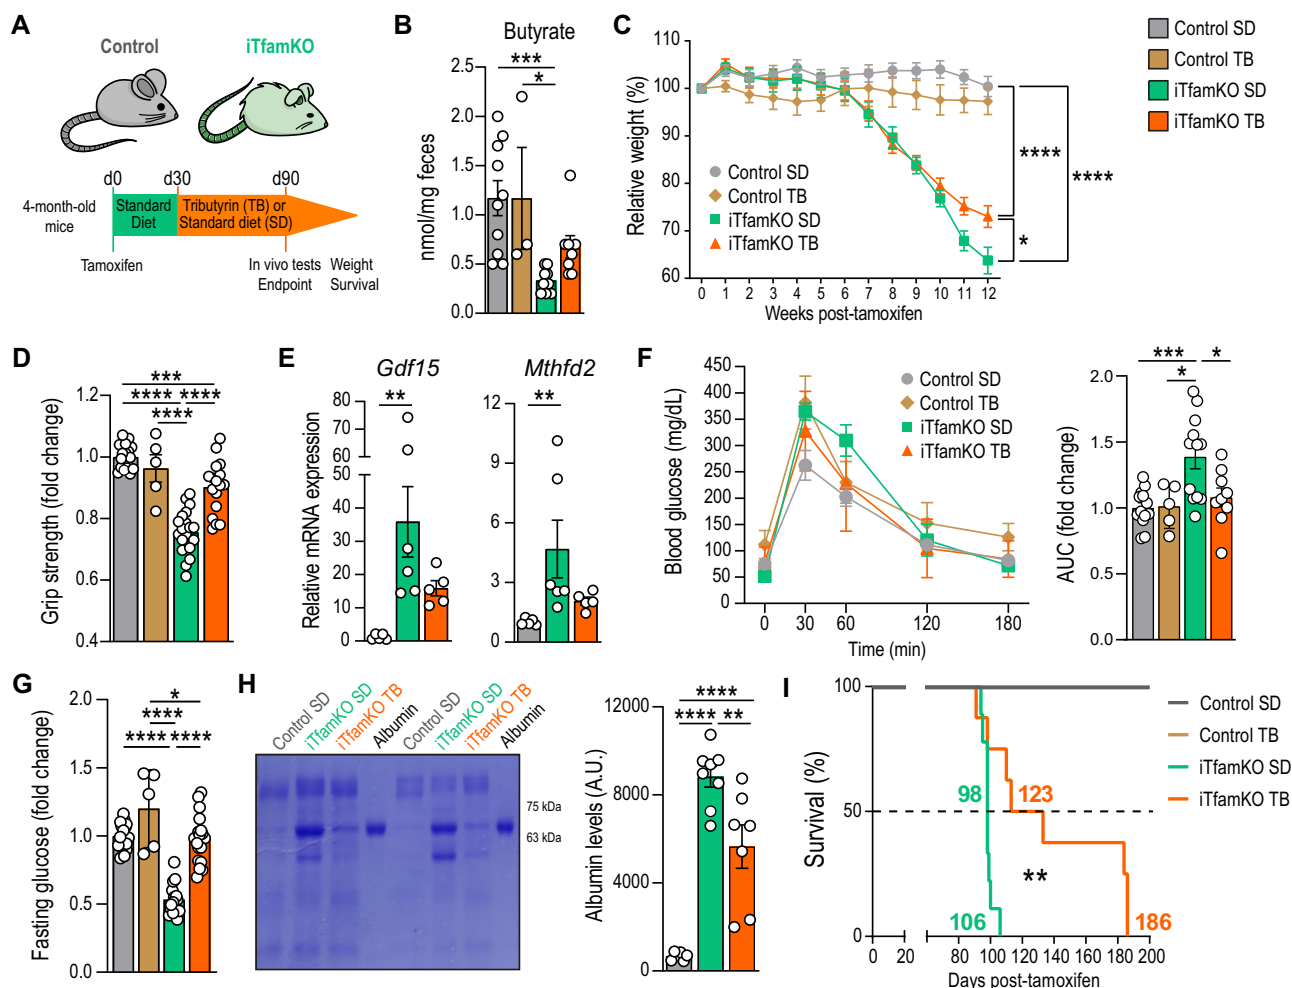 A
Control
iTfamKO
d0
d30
d90
4-month-old
mice
Standard
Diet
Tributyrin (TB) or
Standard diet (SD)
Tamoxifen
In vivo tests
Endpoint
Weight
Survival
B
Butyrate
nmol/mg feces
2.5
2.0
1.5
1.0
0.5
0.0
***
*
C
Relative weight (%)
110
100
90
80
70
60
Control SD
Control TB
iTfamKO SD
iTfamKO TB
0 1 2 3 4 5 6 7 8 9 10 11 12
Weeks post-tamoxifen
****
****
*
Control SD
Control TB
iTfamKO SD
iTfamKO TB
D
Grip strength (fold change)
1.2
1.0
0.8
0.6
0.4
***
**** ****
****
E
Relative mRNA expression
Gdf15
80
70
60
50
40
30
20
10
0
**
Mthfd2
12
9
6
3
0
**
F
Blood glucose (mg/dL)
450
400
350
300
250
200
150
100
50
0
Control SD
Control TB
iTfamKO SD
iTfamKO TB
0 30 60 120 180
Time (min)
AUC (fold change)
2.0
1.5
1.0
0.5
0.0
*** *
*
G
Fasting glucose (fold change)
2.0
1.5
1.0
0.5
0
*
****
**** ****
H
Control SD
iTfamKO SD
iTfamKO TB
Albumin
Control SD
iTfamKO SD
iTfamKO TB
Albumin
75 kDa
63 kDa
Albumin levels (A.U.)
12000
8000
4000
0
****
**** **
I
Survival (%)
100
50
0
98
123
106
186
**
0 20 80 100 120 140 160 180 200
Days post-tamoxifen
Control SD
Control TB
iTfamKO SD
iTfamKO TB